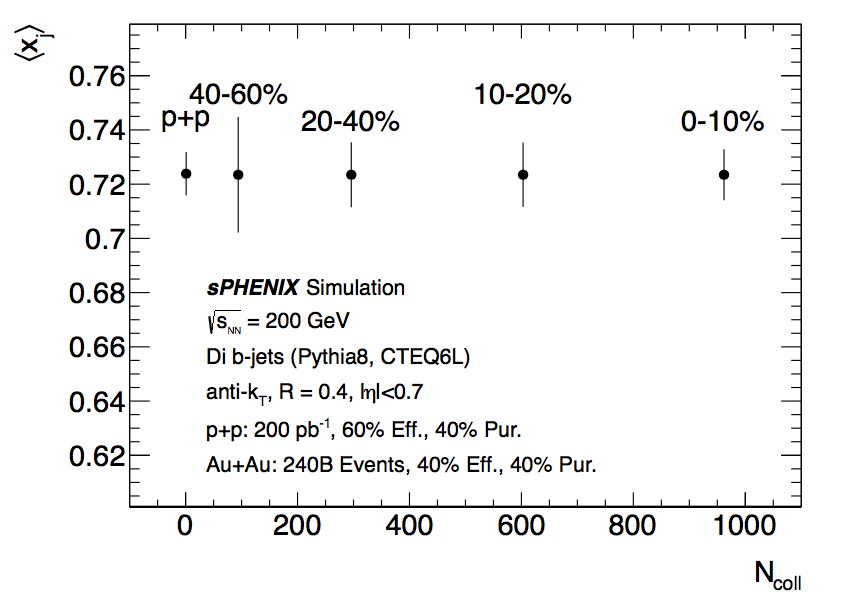 ⟨x_j⟩
0.76
0.74
0.72
0.7
0.68
0.66
0.64
0.62
40-60%
10-20%
p+p
20-40%
0-10%
sPHENIX Simulation
√s_NN = 200 GeV
Di b-jets (Pythia8, CTEQ6L)
anti-k_T, R = 0.4, |η|<0.7
p+p: 200 pb⁻¹, 60% Eff., 40% Pur.
Au+Au: 240B Events, 40% Eff., 40% Pur.
0 200 400 600 800 1000
N_coll